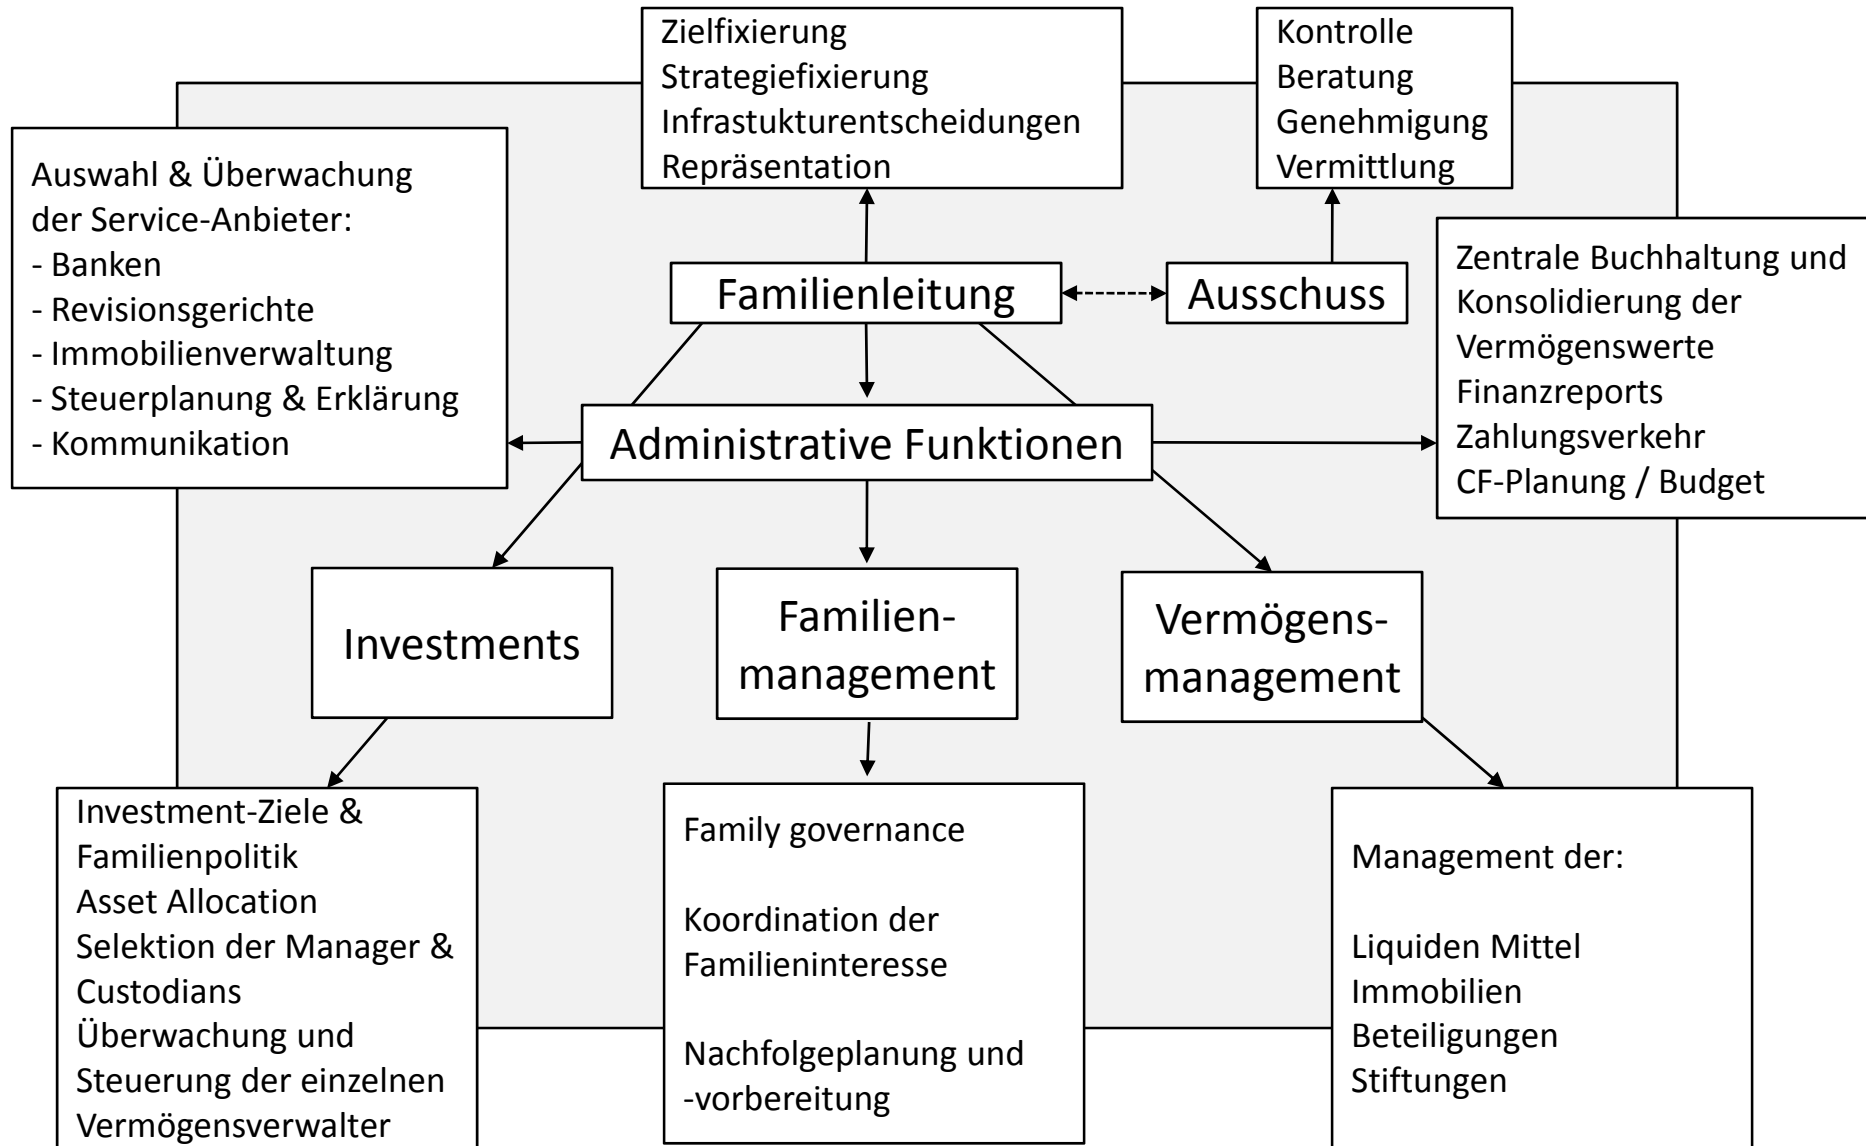 Zielfixierung
Strategiefixierung
Infrastukturentscheidungen
Repräsentation
Kontrolle
Beratung
Genehmigung
Vermittlung
Auswahl & Überwachung
der Service-Anbieter:
- Banken
- Revisionsgerichte
- Immobilienverwaltung
- Steuerplanung & Erklärung
- Kommunikation
Familienleitung
Ausschuss
Zentrale Buchhaltung und
Konsolidierung der
Vermögenswerte
Finanzreports
Zahlungsverkehr
CF-Planung / Budget
Administrative Funktionen
Investments
Familien-
management
Vermögens-
management
Investment-Ziele &
Familienpolitik
Asset Allocation
Selektion der Manager &
Custodians
Überwachung und
Steuerung der einzelnen
Vermögensverwalter
Family governance
Koordination der
Familieninteresse
Nachfolgeplanung und
-vorbereitung
Management der:
Liquiden Mittel
Immobilien
Beteiligungen
Stiftungen